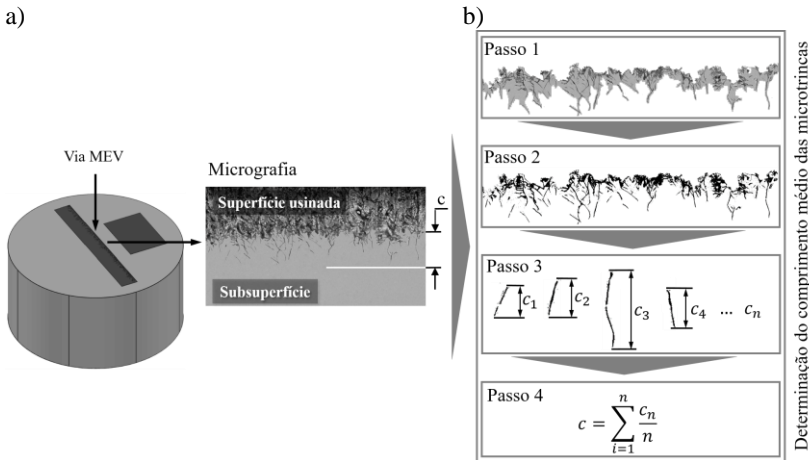 a)
Via MEV
Micrografia
Superfície usinada
c
Subsuperfície
b)
Passo 1
Passo 2
Passo 3
c₁ c₂ c₃ c₄ ... cₙ
Passo 4
c = ∑ⁿᵢ₌₁ cₙ/n
Determinação do comprimento médio das microtrincas